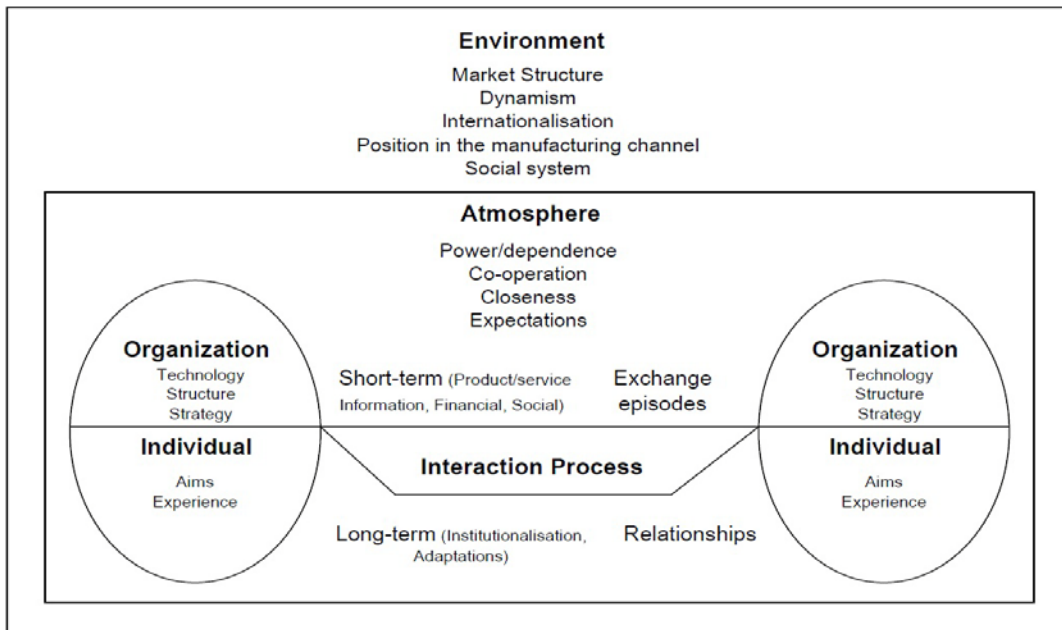 Environment
Market Structure
Dynamism
Internationalisation
Position in the manufacturing channel
Social system
Atmosphere
Power/dependence
Co-operation
Closeness
Expectations
Organization
Technology
Structure
Strategy
Individual
Aims
Experience
Short-term (Product/service
Information, Financial, Social)
Exchange
episodes
Interaction Process
Long-term (Institutionalisation,
Adaptations)
Relationships
Organization
Technology
Structure
Strategy
Individual
Aims
Experience